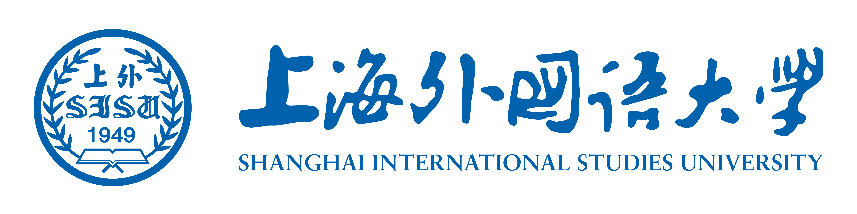 上外
SISU
1949
上海外国语大学
SHANGHAI INTERNATIONAL STUDIES UNIVERSITY